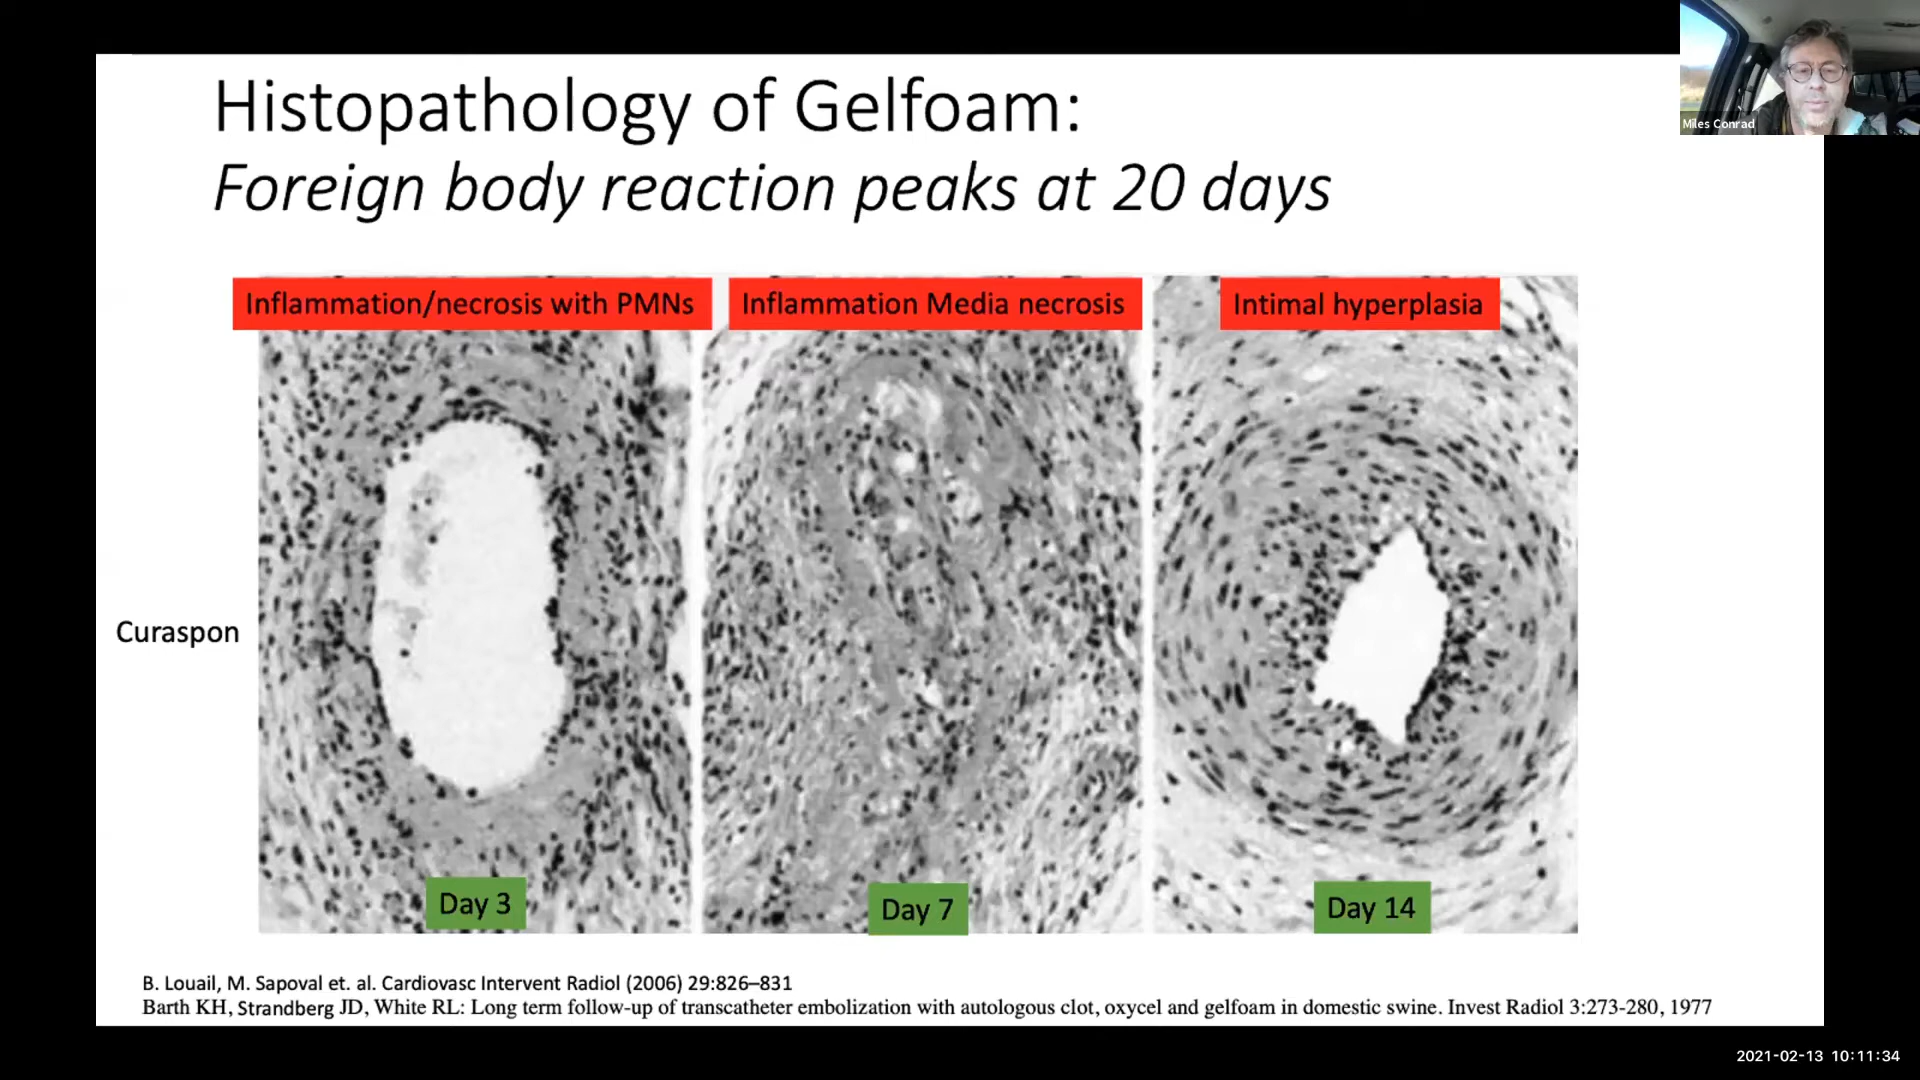 Histopathology of Gelfoam:
Foreign body reaction peaks at 20 days
Miles Conrad
Inflammation/necrosis with PMNs
Inflammation Media necrosis
Intimal hyperplasia
Curaspon
Day 3
Day 7
Day 14
B. Louail, M. Sapoval et. al. Cardiovasc Intervent Radiol (2006) 29:826–831
Barth KH, Strandberg JD, White RL: Long term follow-up of transcatheter embolization with autologous clot, oxycel and gelfoam in domestic swine. Invest Radiol 3:273-280, 1977
2021-02-13 10:11:34